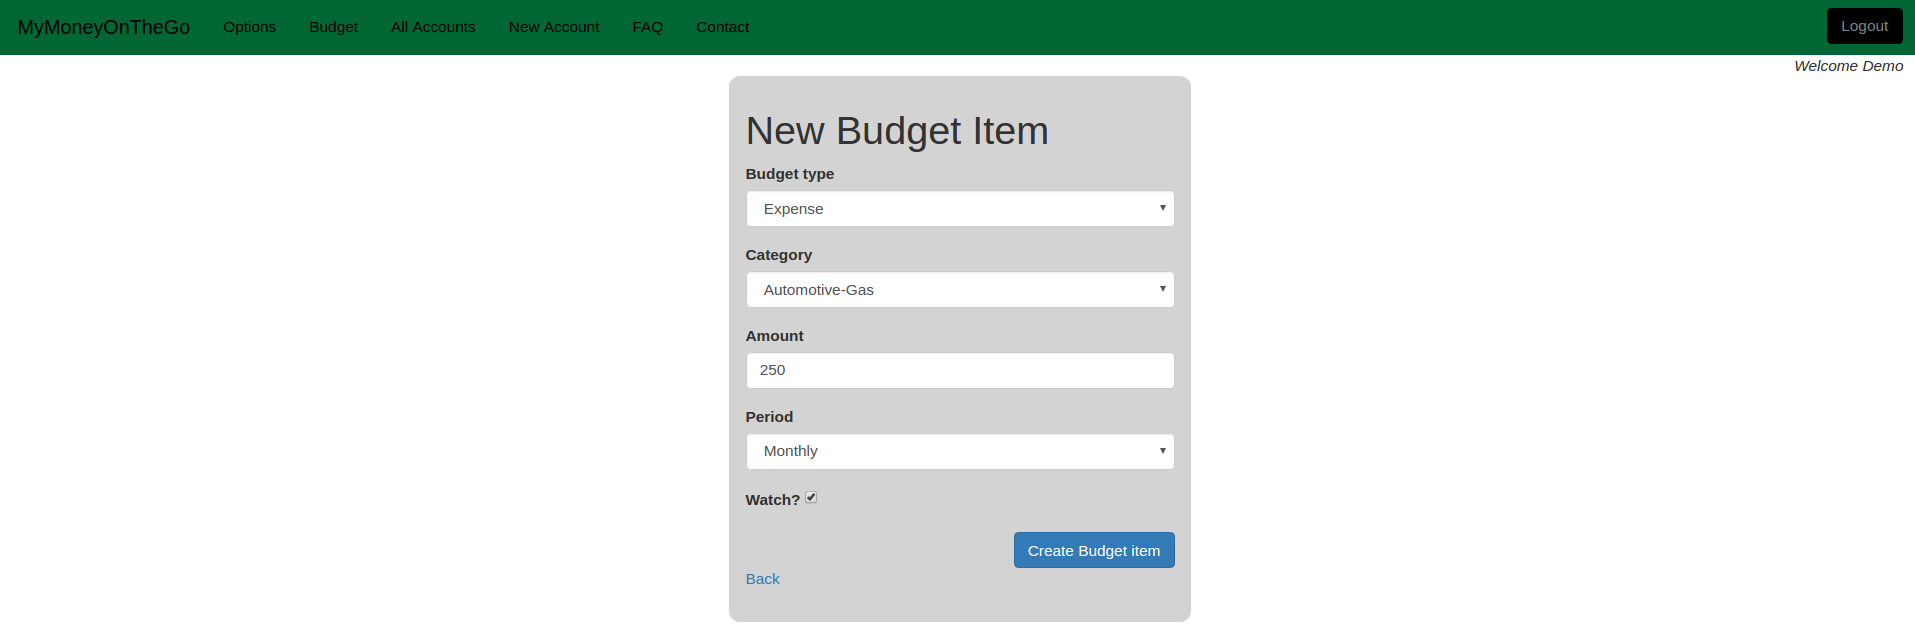 MyMoneyOnTheGo Options Budget All Accounts New Account FAQ Contact Logout
Welcome Demo
New Budget Item
Budget type
Expense
Category
Automotive-Gas
Amount
250
Period
Monthly
Watch?
Create Budget item
Back